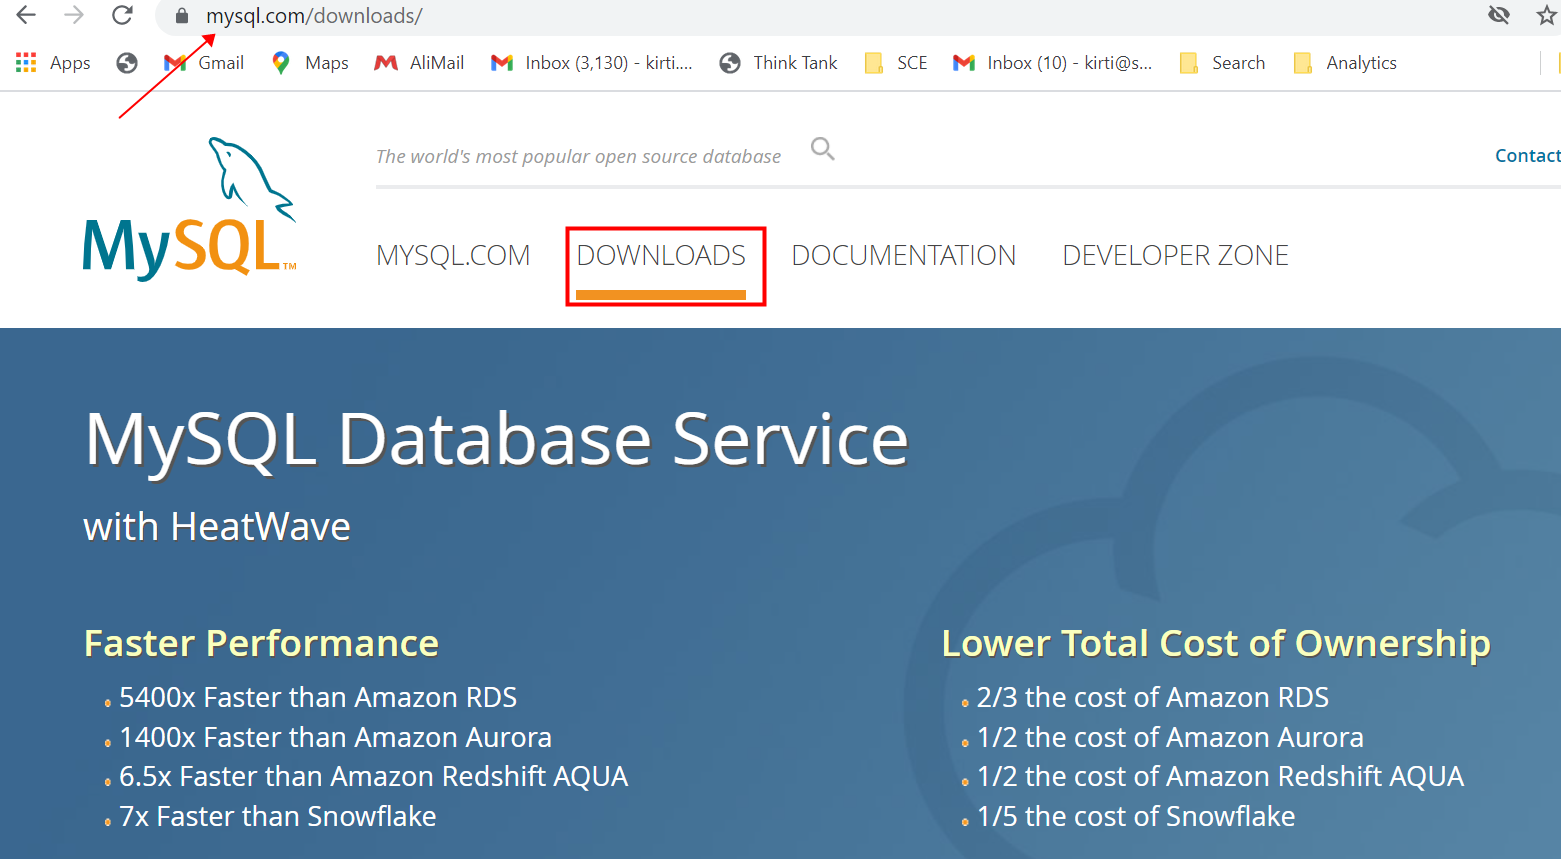 mysql.com/downloads/
Apps Gmail Maps AliMail Inbox (3,130) - kirti.... Think Tank SCE Inbox (10) - kirti@s... Search Analytics
The world's most popular open source database
Contact
MySQL™
MYSQL.COM DOWNLOADS DOCUMENTATION DEVELOPER ZONE
MySQL Database Service
with HeatWave
Faster Performance
5400x Faster than Amazon RDS
1400x Faster than Amazon Aurora
6.5x Faster than Amazon Redshift AQUA
7x Faster than Snowflake
Lower Total Cost of Ownership
2/3 the cost of Amazon RDS
1/2 the cost of Amazon Aurora
1/2 the cost of Amazon Redshift AQUA
1/5 the cost of Snowflake